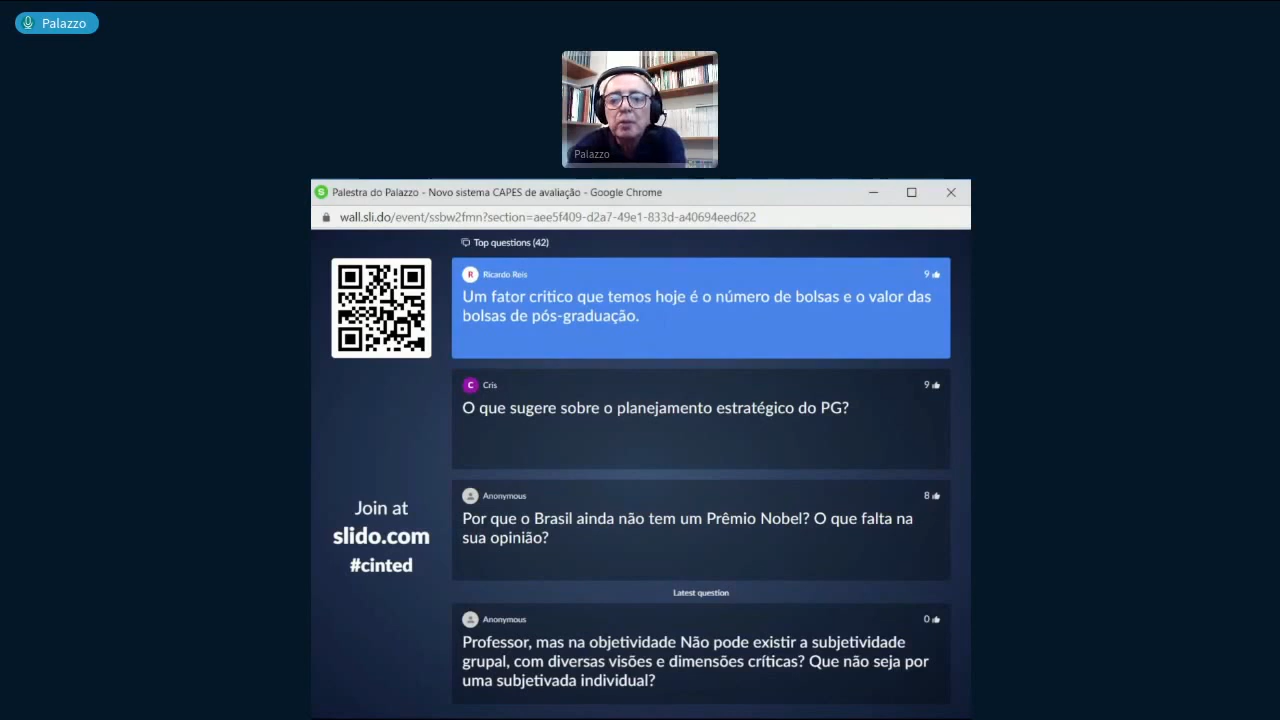 Palazzo
Palazzo
Palestra do Palazzo - Novo sistema CAPES de avaliação - Google Chrome
wall.sli.do/event/ssbw2fmn?section=aee5f409-d2a7-49e1-833d-a40694eed622
Top questions (42)
R Ricardo Reis 9
Um fator critico que temos hoje é o número de bolsas e o valor das
bolsas de pós-graduação.
C Cris 9
O que sugere sobre o planejamento estratégico do PG?
Anonymous 8
Por que o Brasil ainda não tem um Prêmio Nobel? O que falta na
sua opinião?
Join at
slido.com
#cinted
Latest question
Anonymous 0
Professor, mas na objetividade Não pode existir a subjetividade
grupal, com diversas visões e dimensões críticas? Que não seja por
uma subjetivada individual?